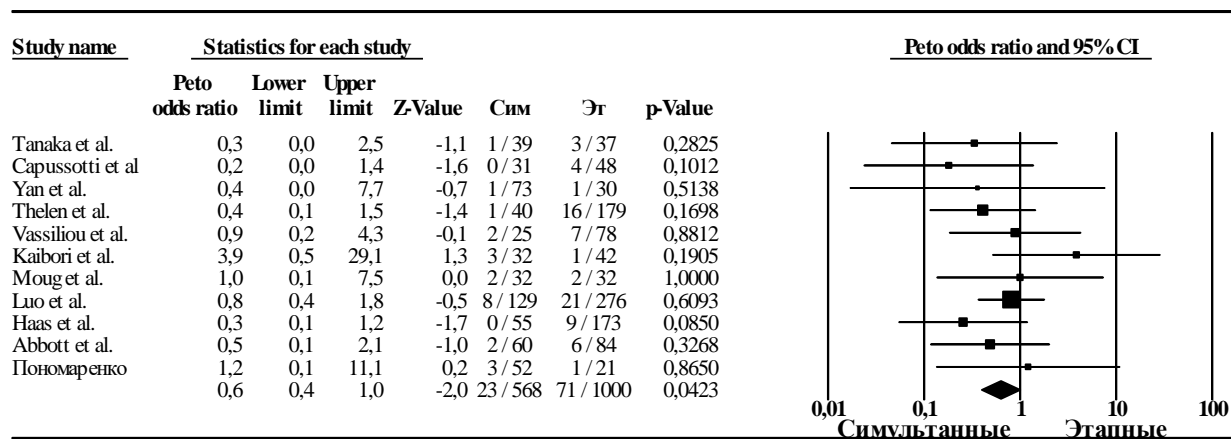 Study name Statistics for each study Peto odds ratio and 95% CI
Peto Lower Upper
odds ratio limit limit Z-Value Сим Эт p-Value
Tanaka et al. 0,3 0,0 2,5 -1,1 1 / 39 3 / 37 0,2825
Capussotti et al 0,2 0,0 1,4 -1,6 0 / 31 4 / 48 0,1012
Yan et al. 0,4 0,0 7,7 -0,7 1 / 73 1 / 30 0,5138
Thelen et al. 0,4 0,1 1,5 -1,4 1 / 40 16 / 179 0,1698
Vassiliou et al. 0,9 0,2 4,3 -0,1 2 / 25 7 / 78 0,8812
Kaibori et al. 3,9 0,5 29,1 1,3 3 / 32 1 / 42 0,1905
Moug et al. 1,0 0,1 7,5 0,0 2 / 32 2 / 32 1,0000
Luo et al. 0,8 0,4 1,8 -0,5 8 / 129 21 / 276 0,6093
Haas et al. 0,3 0,1 1,2 -1,7 0 / 55 9 / 173 0,0850
Abbott et al. 0,5 0,1 2,1 -1,0 2 / 60 6 / 84 0,3268
Пономаренко 1,2 0,1 11,1 0,2 3 / 52 1 / 21 0,8650
0,6 0,4 1,0 -2,0 23 / 568 71 / 1000 0,0423
0,01 0,1 1 10 100
Симультанные Этапные